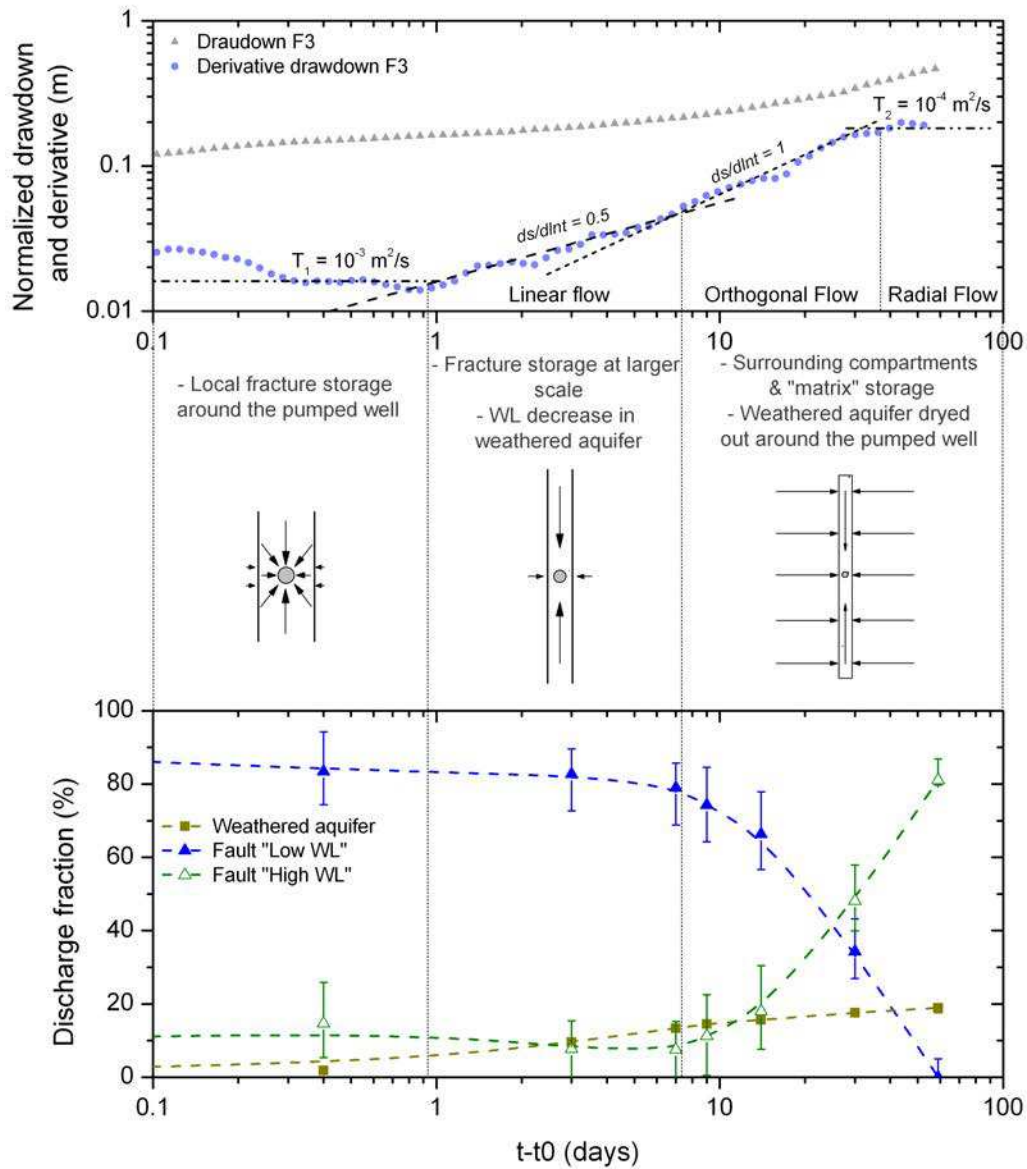 Normalized drawdown
and derivative (m)
1
0.1
0.01
Draudown F3
Derivative drawdown F3
T1 = 10-3 m2/s
ds/dlnt = 0.5
ds/dlnt = 1
T2 = 10-4 m2/s
Linear flow
Orthogonal Flow
Radial Flow
0.1
1
10
100
- Local fracture storage
around the pumped well
- Fracture storage at larger
scale
- WL decrease in
weathered aquifer
- Surrounding compartments
& "matrix" storage
- Weathered aquifer dryed
out around the pumped well
Discharge fraction (%)
100
80
60
40
20
0
Weathered aquifer
Fault "Low WL"
Fault "High WL"
0.1
1
10
100
t-t0 (days)